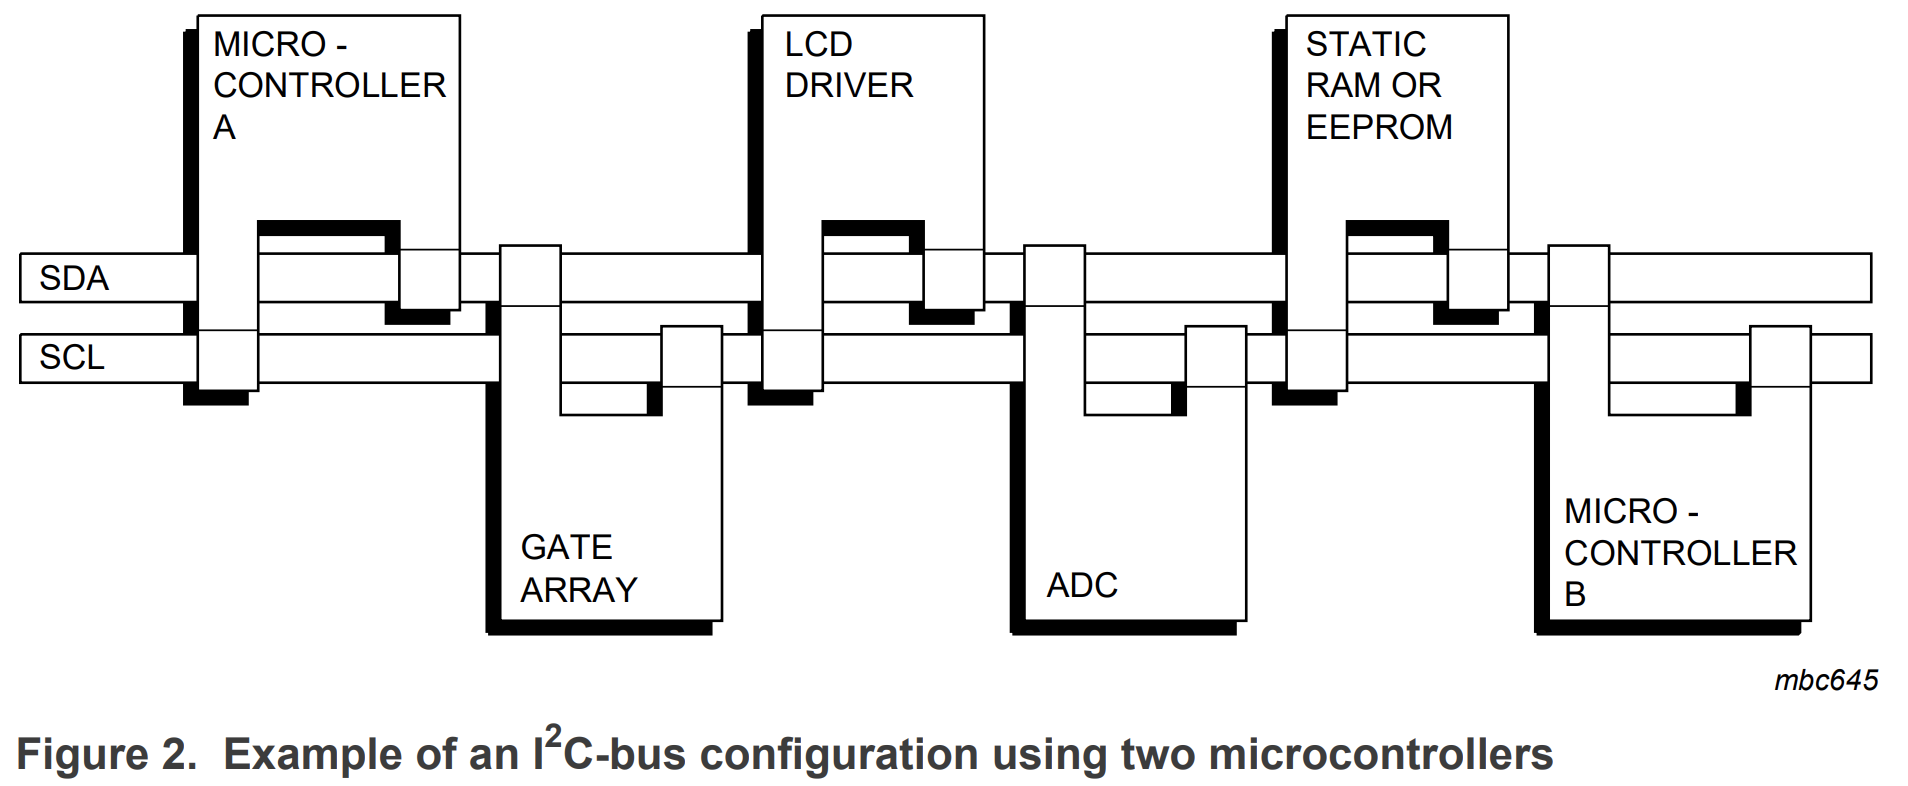 MICRO -
CONTROLLER
A
LCD
DRIVER
STATIC
RAM OR
EEPROM
SDA
SCL
GATE
ARRAY
ADC
MICRO -
CONTROLLER
B
mbc645
Figure 2. Example of an I²C-bus configuration using two microcontrollers